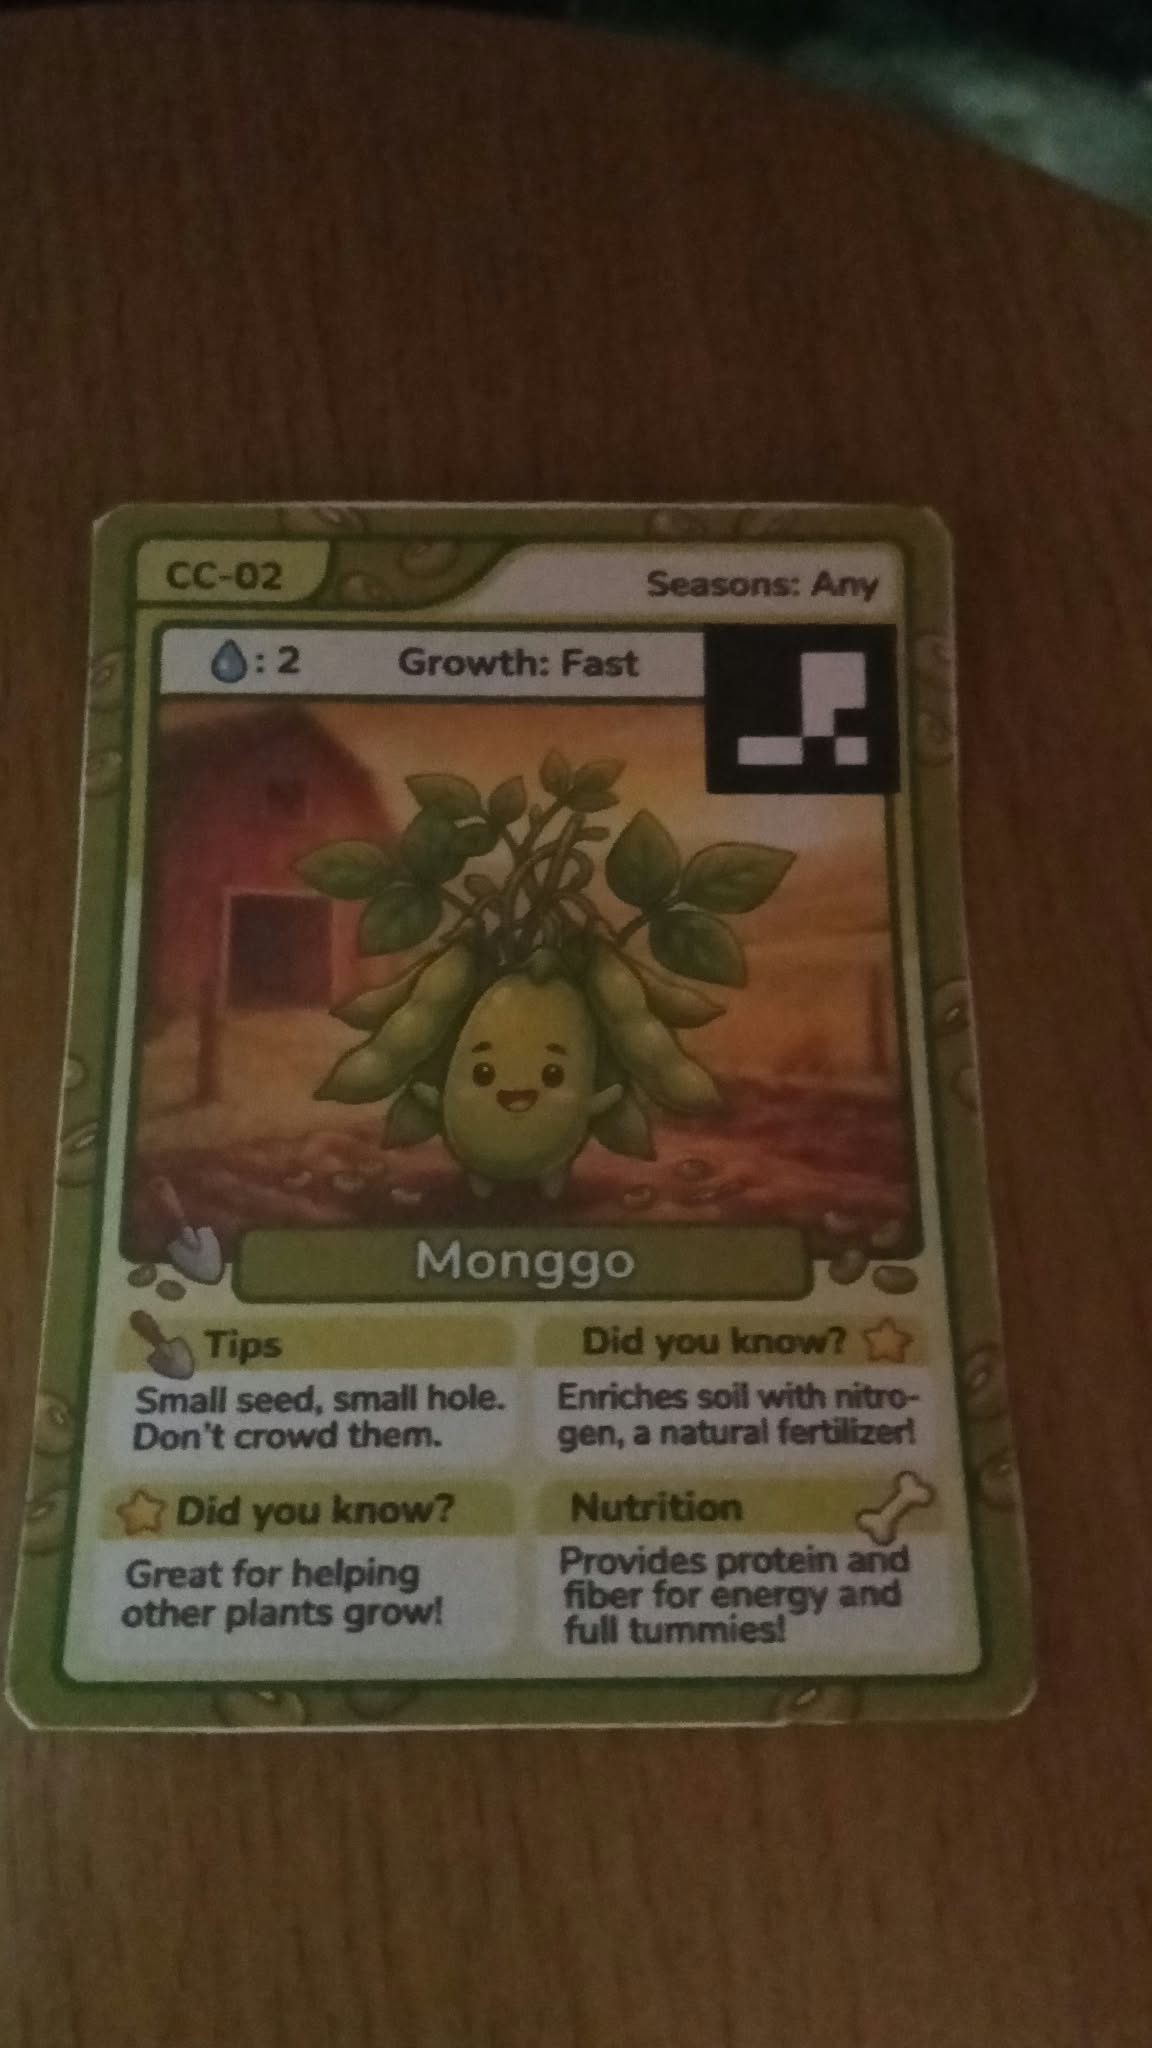 CC-02
Seasons: Any
: 2
Growth: Fast
Monggo
Tips
Small seed, small hole.
Don't crowd them.
Did you know?
Enriches soil with nitro-
gen, a natural fertilizer!
Did you know?
Great for helping
other plants grow!
Nutrition
Provides protein and
fiber for energy and
full tummies!